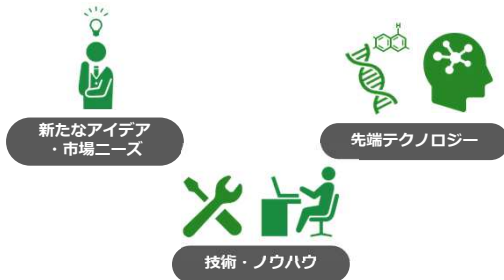 新たなアイデア
・市場ニーズ
先端テクノロジー
技術・ノウハウ